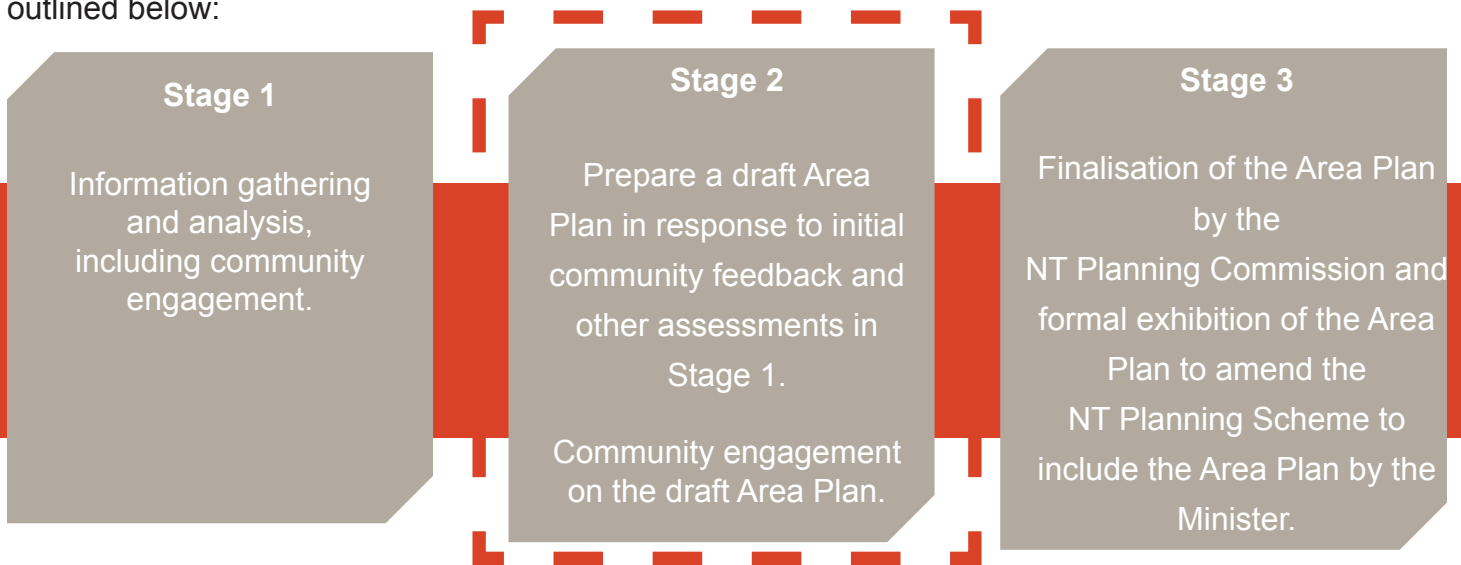 outlined below:
Stage 1
Information gathering
and analysis,
including community
engagement.
Stage 2
Prepare a draft Area
Plan in response to initial
community feedback and
other assessments in
Stage 1.
Community engagement
on the draft Area Plan.
Stage 3
Finalisation of the Area Plan
by the
NT Planning Commission and
formal exhibition of the Area
Plan to amend the
NT Planning Scheme to
include the Area Plan by the
Minister.